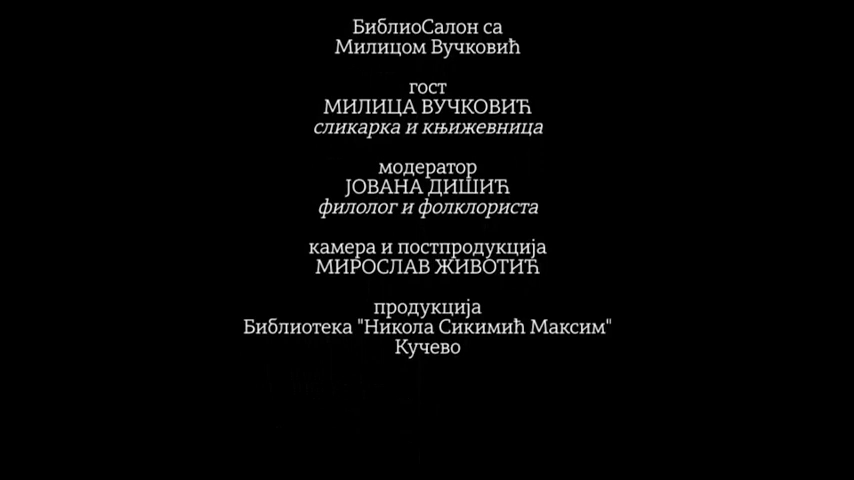 БиблиоСалон са
Милицом Вучковић
гост
МИЛИЦА ВУЧКОВИЋ
сликарка и књижевница
модератор
ЈОВАНА ДИШИЋ
филолог и фолклориста
камера и постпродукција
МИРОСЛАВ ЖИВОТИЋ
продукција
Библиотека "Никола Сикимић Максим"
Кучево